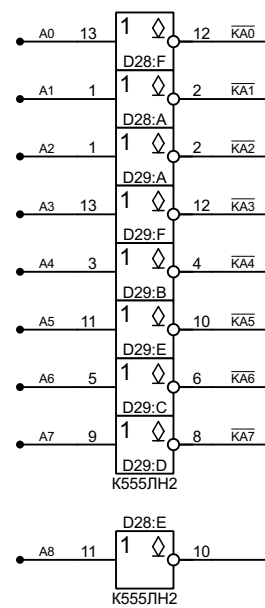 A0 13 1 12 KA0
D28:F
A1 1 1 2 KA1
D28:A
A2 1 1 2 KA2
D29:A
A3 13 1 12 KA3
D29:F
A4 3 1 4 KA4
D29:B
A5 11 1 10 KA5
D29:E
A6 5 1 6 KA6
D29:C
A7 9 1 8 KA7
D29:D
К555ЛН2
D28:E
A8 11 1 10
К555ЛН2